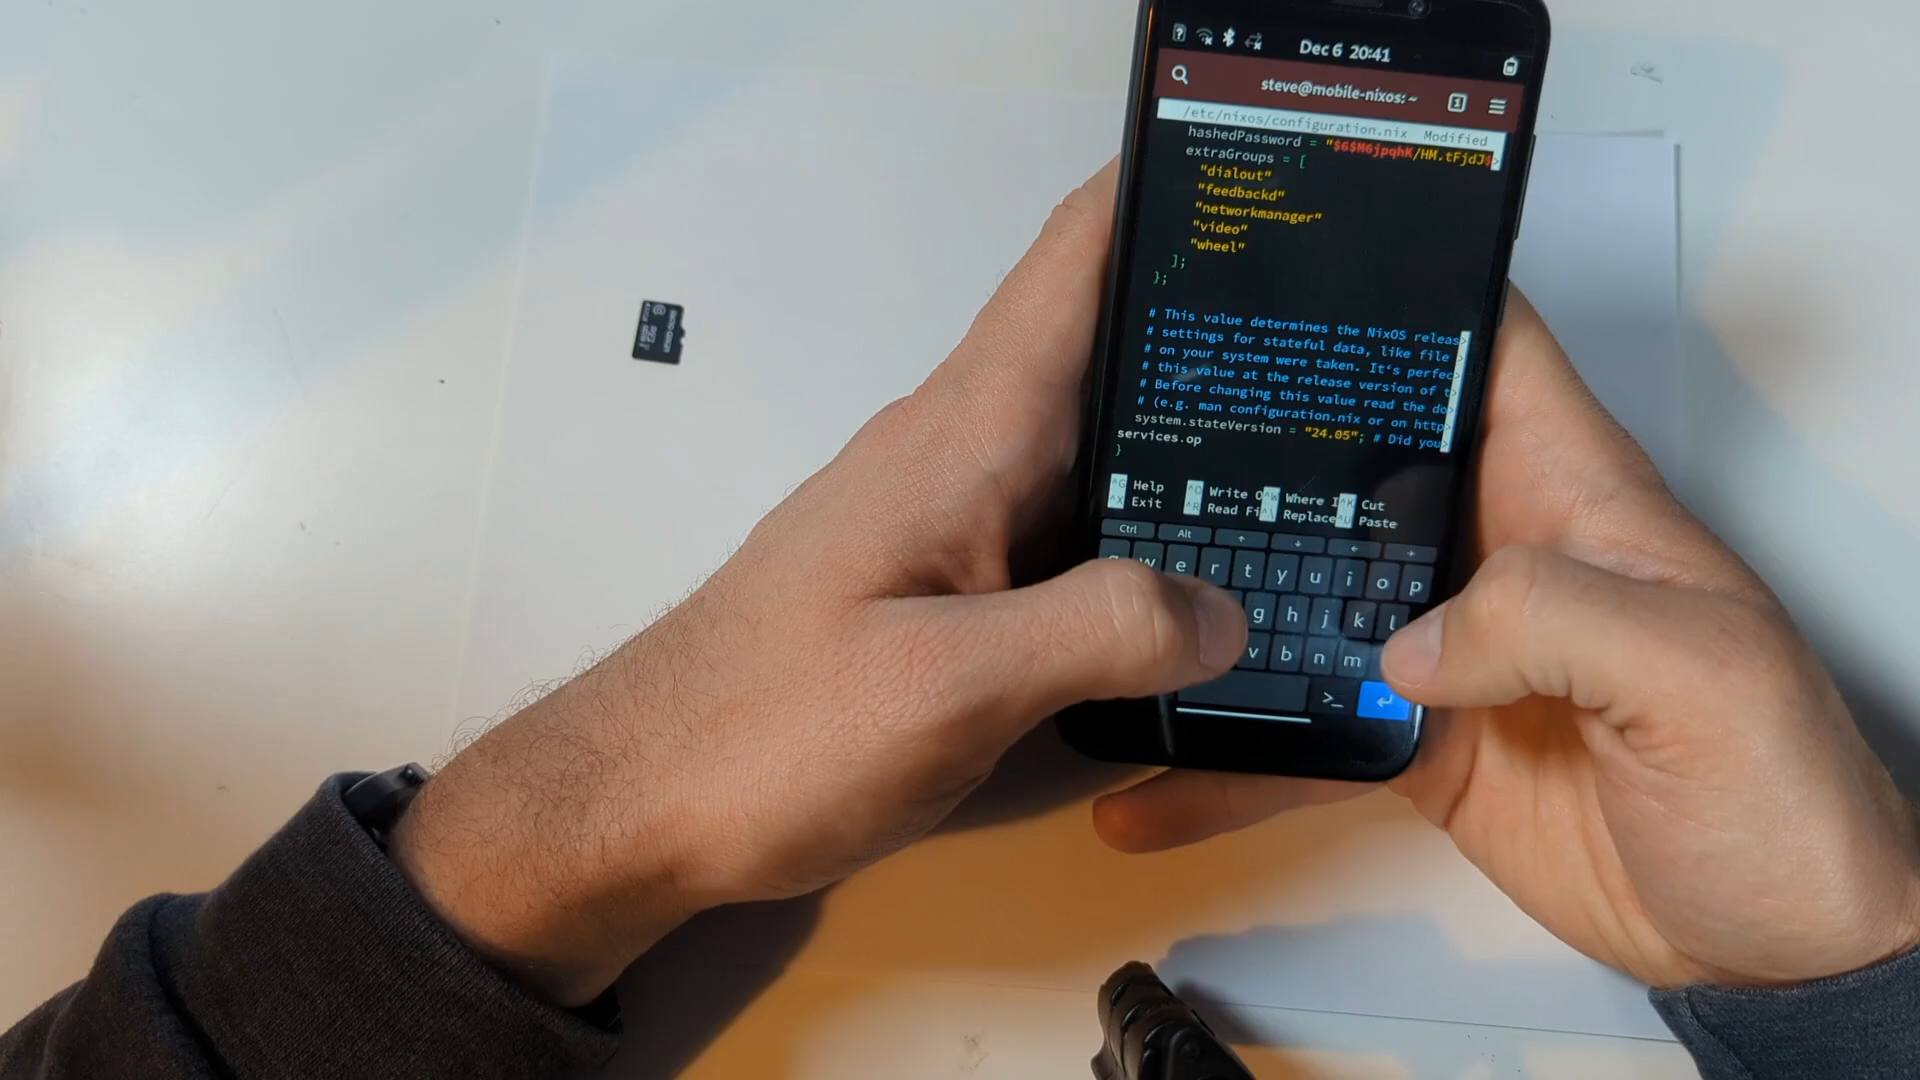 Dec 6 20:41
steve@mobile-nixos: ~
1
/etc/nixos/configuration.nix Modified
hashedPassword = "$6$M6jpqhK/HM.tFjdJ$>
extraGroups = [
"dialout"
"feedbackd"
"networkmanager"
"video"
"wheel"
];
};
# This value determines the NixOS releas>
# settings for stateful data, like file >
# on your system were taken. It's perfec>
# this value at the release version of t>
# Before changing this value read the do>
# (e.g. man configuration.nix or on http>
system.stateVersion = "24.05"; # Did you>
services.op
}
^G Help ^O Write O ^W Where I ^K Cut
^X Exit ^R Read Fi ^\ Replace ^U Paste
Ctrl Alt ↑ ↓ ← →
w e r t y u i o p
g h j k l
v b n m
>_